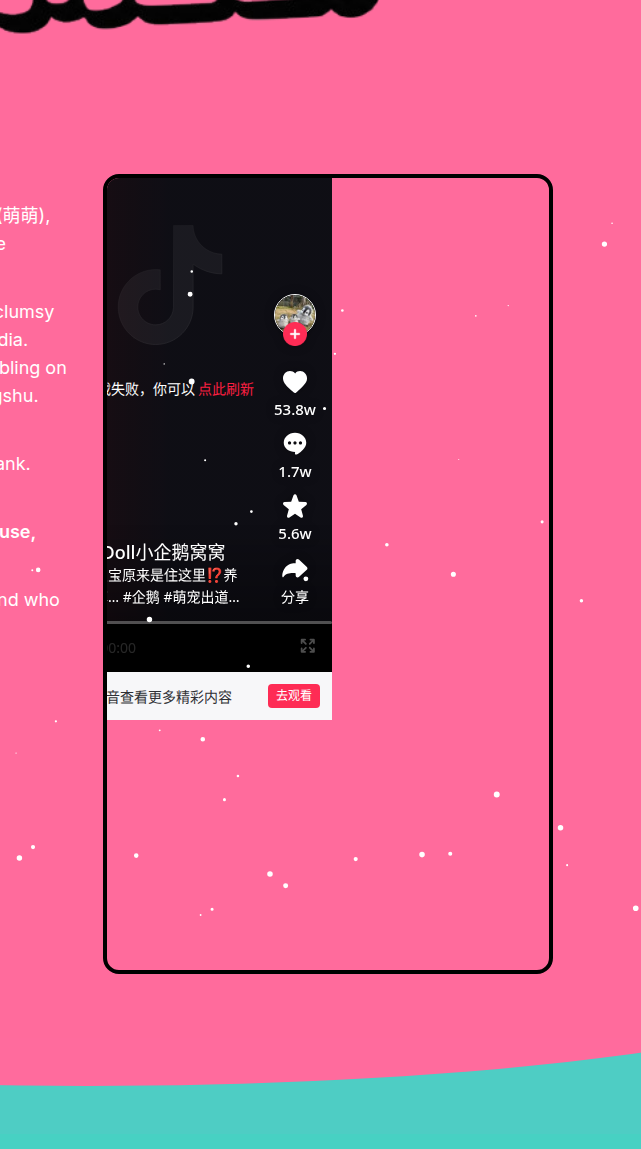 (萌萌),
e
clumsy
dia.
bling on
gshu.
ank.
use,
nd who
53.8w
失败，你可以 点此刷新
1.7w
5.6w
Doll小企鹅窝窝
宝原来是住这里⁉️养
... #企鹅 #萌宠出道...
分享
0:00
音查看更多精彩内容
去观看